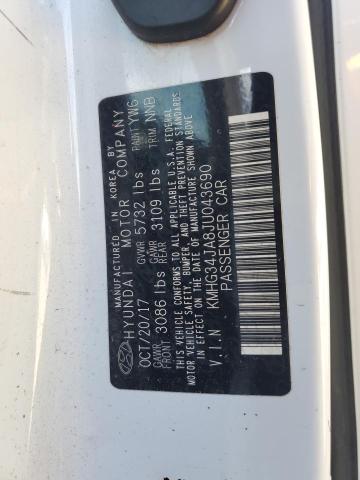 MANUFACTURED IN KOREA BY
HYUNDAI MOTOR COMPANY
OCT/20/17 GVWR 5732 lbs PAINT YW6
GAWR FRONT 3086 lbs GAWR REAR 3109 lbs TRIM NNB
THIS VEHICLE CONFORMS TO ALL APPLICABLE U.S.A. FEDERAL
MOTOR VEHICLE SAFETY, BUMPER, AND THEFT PREVENTION STANDARDS
IN EFFECT ON THE DATE OF MANUFACTURE SHOWN ABOVE
V.I.N KMHG34JA8JU043690
PASSENGER CAR